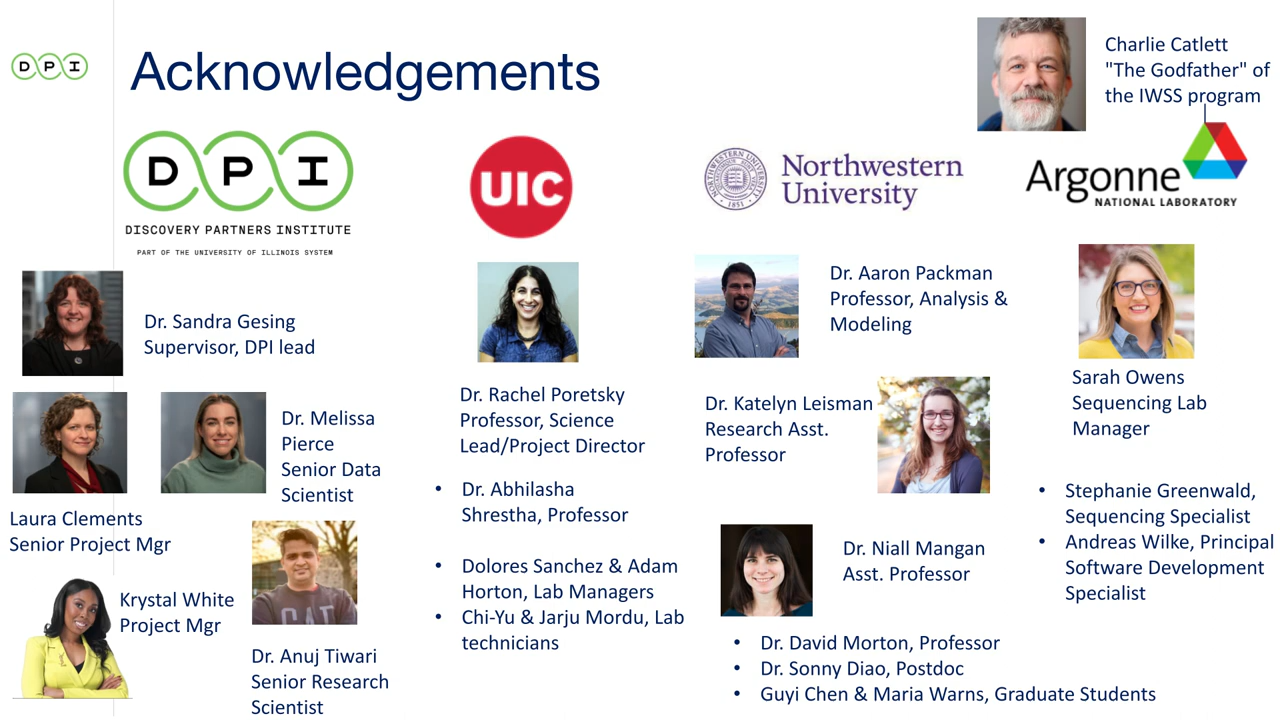 DPI
Acknowledgements
Charlie Catlett
"The Godfather" of
the IWSS program
DPI
DISCOVERY PARTNERS INSTITUTE
PART OF THE UNIVERSITY OF ILLINOIS SYSTEM
Dr. Sandra Gesing
Supervisor, DPI lead
Dr. Melissa
Pierce
Senior Data
Scientist
Laura Clements
Senior Project Mgr
Krystal White
Project Mgr
CAT
Dr. Anuj Tiwari
Senior Research
Scientist
UIC
Dr. Rachel Poretsky
Professor, Science
Lead/Project Director
• Dr. Abhilasha
Shrestha, Professor
• Dolores Sanchez & Adam
Horton, Lab Managers
• Chi-Yu & Jarju Mordu, Lab
technicians
NORTHWESTERN UNIVERSITY
1851
Northwestern
University
Dr. Aaron Packman
Professor, Analysis &
Modeling
Dr. Katelyn Leisman
Research Asst.
Professor
Dr. Niall Mangan
Asst. Professor
• Dr. David Morton, Professor
• Dr. Sonny Diao, Postdoc
• Guyi Chen & Maria Warns, Graduate Students
Argonne
NATIONAL LABORATORY
Sarah Owens
Sequencing Lab
Manager
• Stephanie Greenwald,
Sequencing Specialist
• Andreas Wilke, Principal
Software Development
Specialist